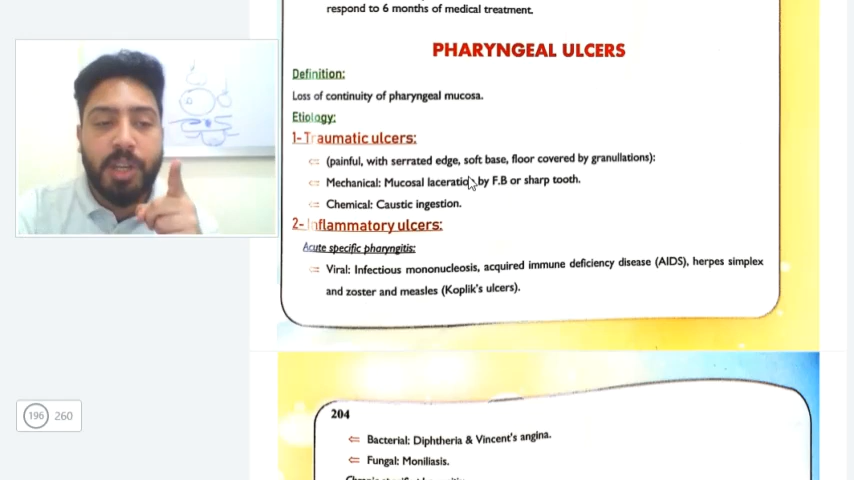 respond to 6 months of medical treatment.
PHARYNGEAL ULCERS
Definition:
Loss of continuity of pharyngeal mucosa.
Etiology:
1- Traumatic ulcers:
⇐ (painful, with serrated edge, soft base, floor covered by granullations):
⇐ Mechanical: Mucosal laceration by F.B or sharp tooth.
⇐ Chemical: Caustic ingestion.
2- Inflammatory ulcers:
Acute specific pharyngitis:
⇐ Viral: Infectious mononucleosis, acquired immune deficiency disease (AIDS), herpes simplex
and zoster and measles (Koplik's ulcers).
196 260
204
⇐ Bacterial: Diphtheria & Vincent's angina.
⇐ Fungal: Moniliasis.